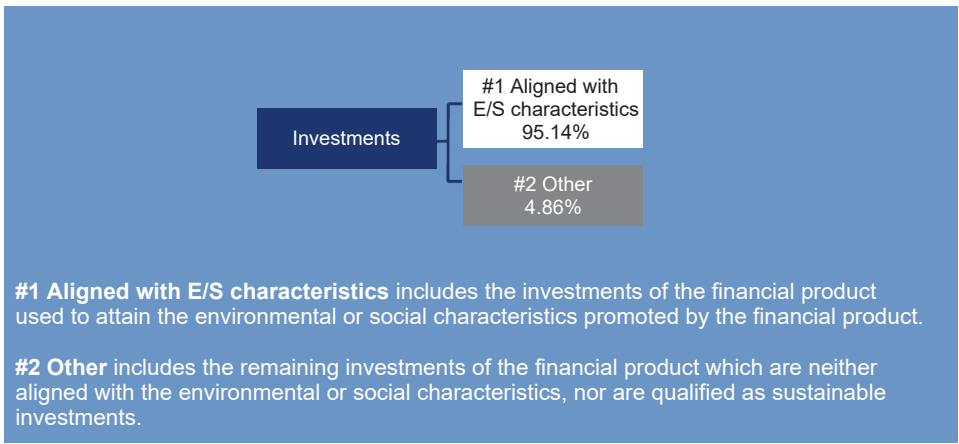 #1 Aligned with
E/S characteristics
95.14%
Investments
#2 Other
4.86%
#1 Aligned with E/S characteristics includes the investments of the financial product
used to attain the environmental or social characteristics promoted by the financial product.
#2 Other includes the remaining investments of the financial product which are neither
aligned with the environmental or social characteristics, nor are qualified as sustainable
investments.